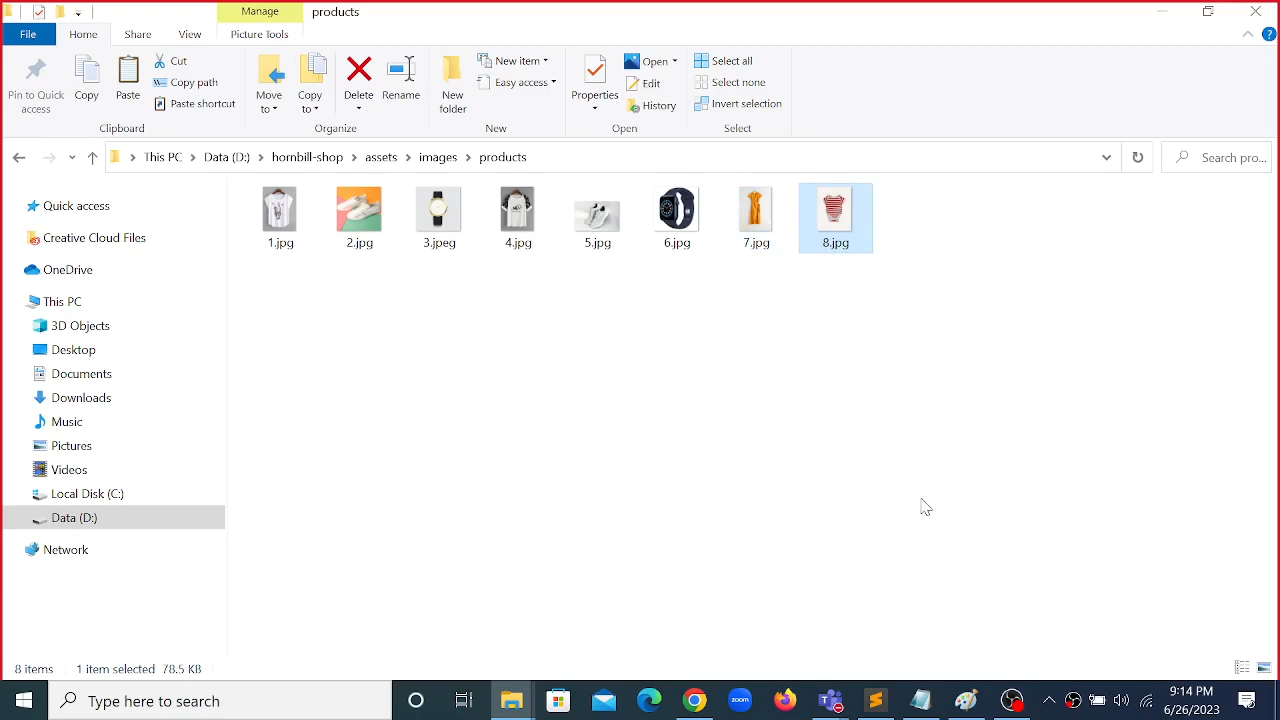 Manage
products
File
Home
Share
View
Picture Tools
?
Pin to Quick access
Copy
Paste
Cut
Copy path
Paste shortcut
Clipboard
Move to
Copy to
Delete
Rename
Organize
New folder
New item
Easy access
New
Properties
Open
Edit
History
Open
Select all
Select none
Invert selection
Select
This PC > Data (D:) > hornbill-shop > assets > images > products
Search pro...
Quick access
Creative Cloud Files
OneDrive
This PC
3D Objects
Desktop
Documents
Downloads
Music
Pictures
Videos
Local Disk (C:)
Data (D:)
Network
1.jpg
2.jpg
3.jpeg
4.jpg
5.jpg
6.jpg
7.jpg
8.jpg
8 items
1 item selected 78.5 KB
Type here to search
zoom
9:14 PM
6/26/2023